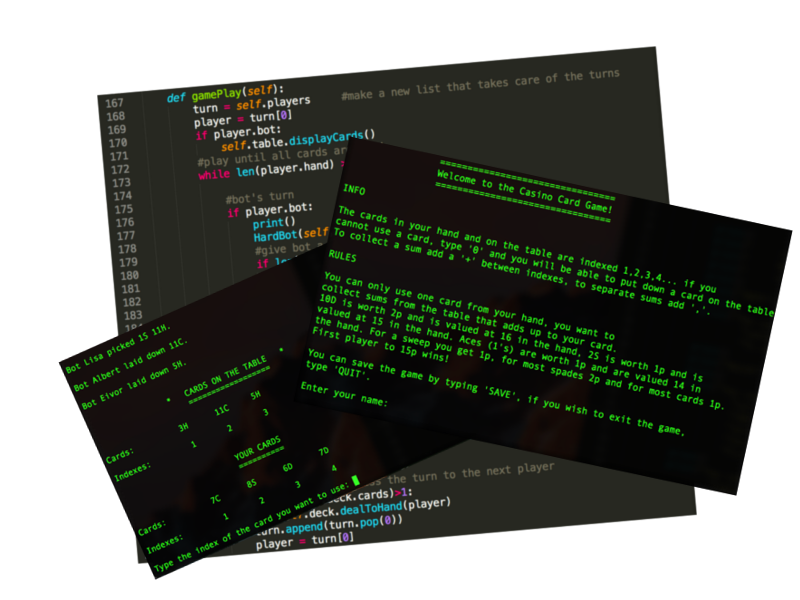 167 def gamePlay(self):
168 turn = self.players #make a new list that takes care of the turns
169 player = turn[0]
170 if player.bot:
171 self.table.displayCards()
172 #play until all cards
173 while len(player.hand)
174
175 #bot's turn
176 if player.bot:
177 print()
178 HardBot(self
179 #give bot
180 if
181
182
183
==============================
Welcome to the Casino Card Game!
==============================
INFO
The cards in your hand and on the table are indexed 1,2,3,4... if you
cannot use a card, type '0' and you will be able to put down a card on the table
To collect a sum add a '+' between indexes, to separate sums add ','.
RULES
You can only use one card from your hand, you want to
collect sums from the table that adds up to your card.
10D is worth 2p and is valued at 16 in the hand, 2S is worth 1p and is
valued at 15 in the hand. Aces (1's) are worth 1p and are valued 14 in
the hand. For a sweep you get 1p, for most spades 2p and for most cards 1p.
First player to 15p wins!
You can save the game by typing 'SAVE', if you wish to exit the game,
type 'QUIT'.
Enter your name:
Bot Lisa picked 15 11H.
Bot Albert laid down 11C.
Bot Eivor laid down 5H.
* CARDS ON THE TABLE *
==================
Cards: 3H 11C 5H
Indexes: 1 2 3
YOUR CARDS
==========
Cards: 7C 8S 6D 7D
Indexes: 1 2 3 4
Type the index of the card you want to use:
the turn to the next player
deck.cards)>1:
.deck.dealToHand(player)
turn.append(turn.pop(0))
player = turn[0]